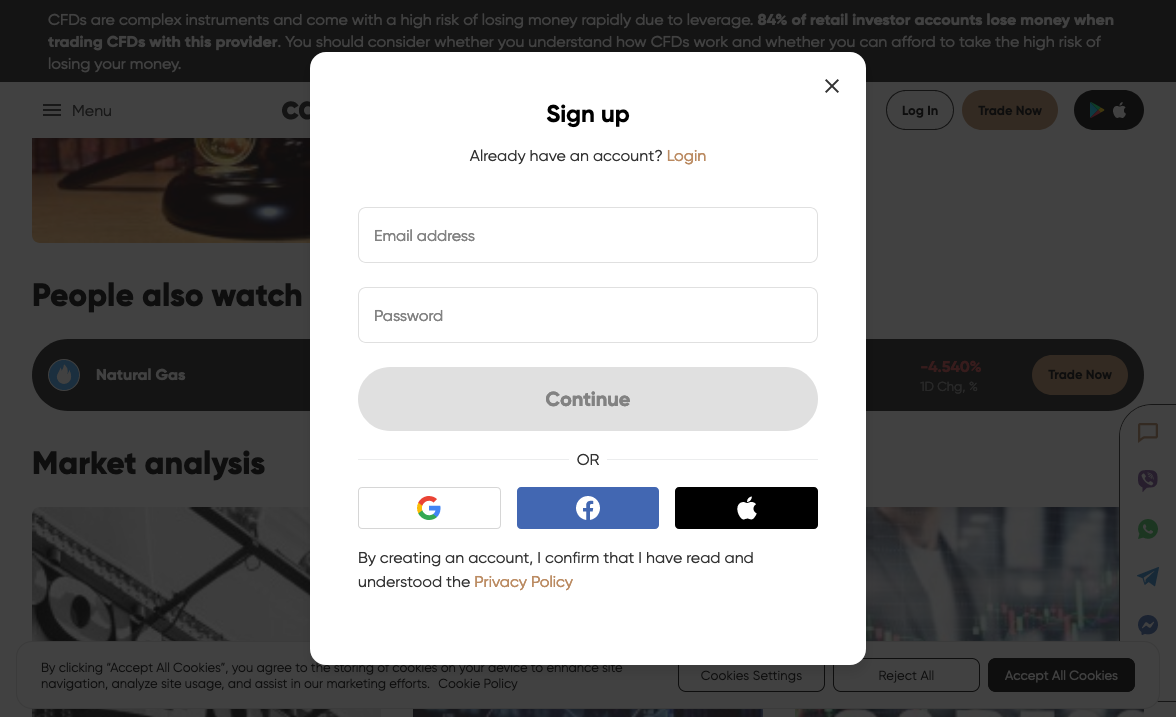 CFDs are complex instruments and come with a high risk of losing money rapidly due to leverage. 84% of retail investor accounts lose money when
trading CFDs with this provider. You should consider whether you understand how CFDs work and whether you can afford to take the high risk of
losing your money.
Menu
Log In
Trade Now
Sign up
Already have an account? Login
Email address
Password
Continue
OR
By creating an account, I confirm that I have read and
understood the Privacy Policy
People also watch
Natural Gas
-4.540%
1D Chg, %
Trade Now
Market analysis
By clicking “Accept All Cookies”, you agree to the storing of cookies on your device to enhance site
navigation, analyze site usage, and assist in our marketing efforts. Cookie Policy
Cookies Settings
Reject All
Accept All Cookies